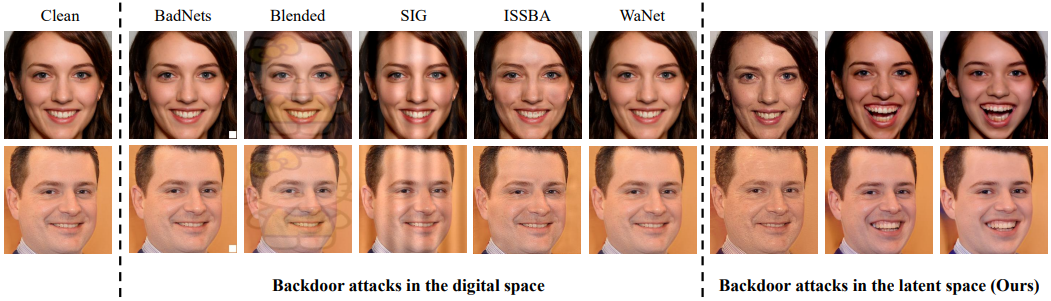 Clean
BadNets
Blended
SIG
ISSBA
WaNet
Backdoor attacks in the digital space
Backdoor attacks in the latent space (Ours)